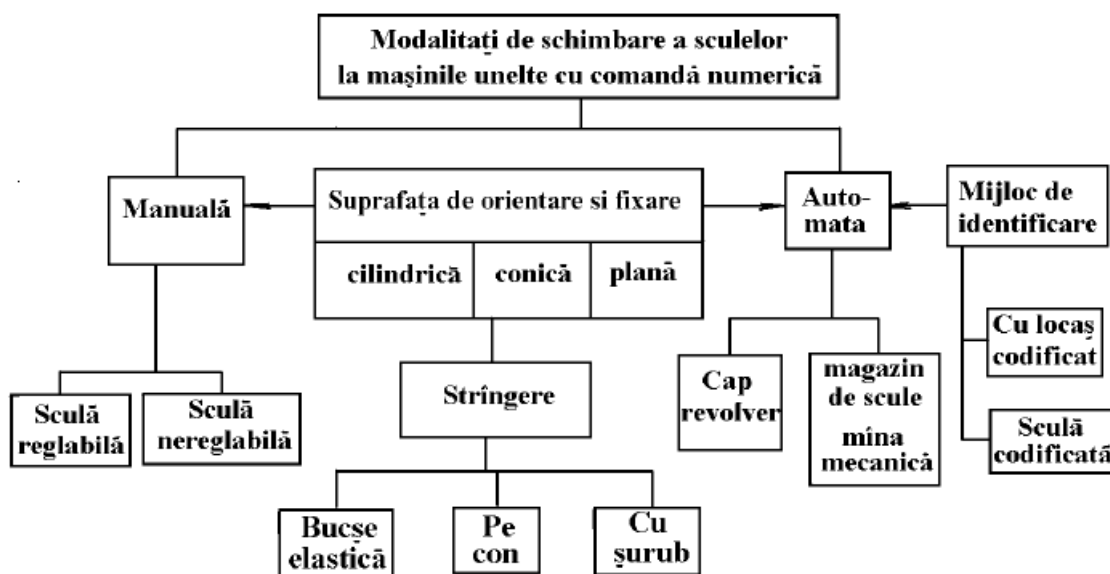 Modalitați de schimbare a sculelor
la mașinile unelte cu comandă numerică
Manuală
Suprafața de orientare si fixare
cilindrică
conică
plană
Auto-
mata
Mijloc de
identificare
Sculă
reglabilă
Sculă
nereglabilă
Strîngere
Cap
revolver
magazin
de scule
mîna
mecanică
Cu locaș
codificat
Sculă
codificată
Bucșe
elastică
Pe
con
Cu
șurub